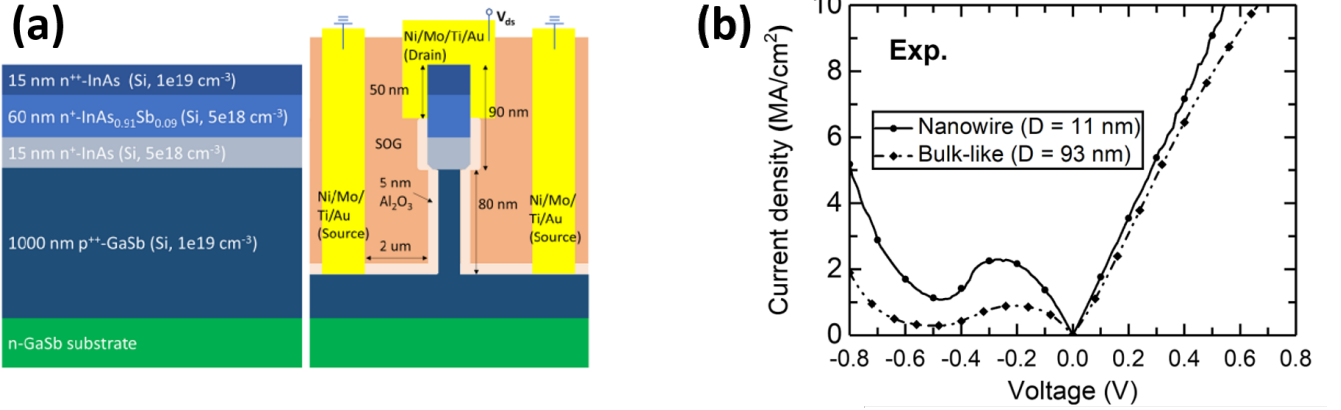 (a)
15 nm n⁺⁺-InAs (Si, 1e19 cm⁻³)
60 nm n⁺-InAs₀.₉₁Sb₀.₀₉ (Si, 5e18 cm⁻³)
15 nm n⁺-InAs (Si, 5e18 cm⁻³)
1000 nm p⁺⁺-GaSb (Si, 1e19 cm⁻³)
n-GaSb substrate
Vds
Ni/Mo/Ti/Au
(Drain)
50 nm
90 nm
SOG
5 nm
Al₂O₃
80 nm
Ni/Mo/
Ti/Au
(Source)
2 um
Ni/Mo/
Ti/Au
(Source)
(b)
Exp.
Nanowire (D = 11 nm)
Bulk-like (D = 93 nm)
Current density (MA/cm²)
10
8
6
4
2
0
-0.8 -0.6 -0.4 -0.2 0.0 0.2 0.4 0.6 0.8
Voltage (V)